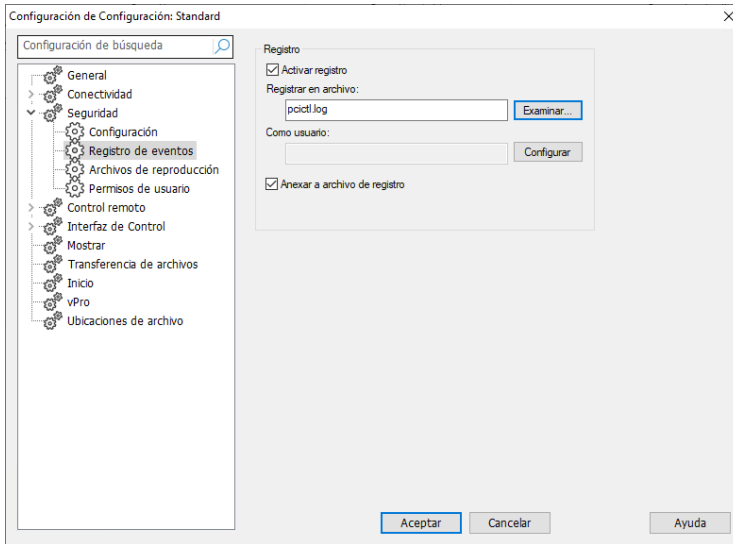 Configuración de Configuración: Standard
Configuración de búsqueda
General
Conectividad
Seguridad
Configuración
Registro de eventos
Archivos de reproducción
Permisos de usuario
Control remoto
Interfaz de Control
Mostrar
Transferencia de archivos
Inicio
vPro
Ubicaciones de archivo
Registro
Activar registro
Registrar en archivo:
pcictl.log
Examinar...
Como usuario:
Configurar
Anexar a archivo de registro
Aceptar
Cancelar
Ayuda